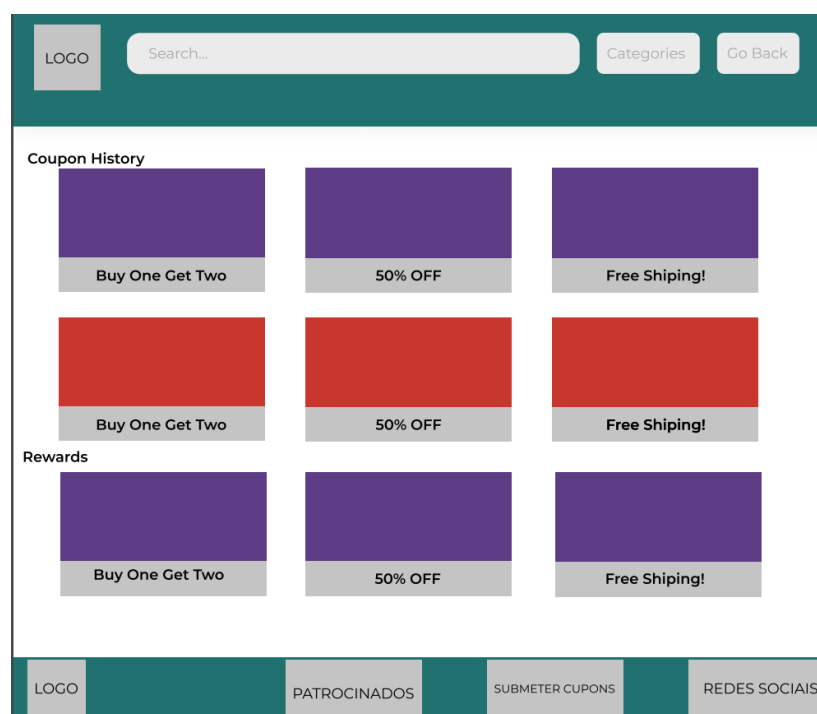 LOGO
Search...
Categories
Go Back
Coupon History
Buy One Get Two
50% OFF
Free Shiping!
Buy One Get Two
50% OFF
Free Shiping!
Rewards
Buy One Get Two
50% OFF
Free Shiping!
LOGO
PATROCINADOS
SUBMETER CUPONS
REDES SOCIAIS